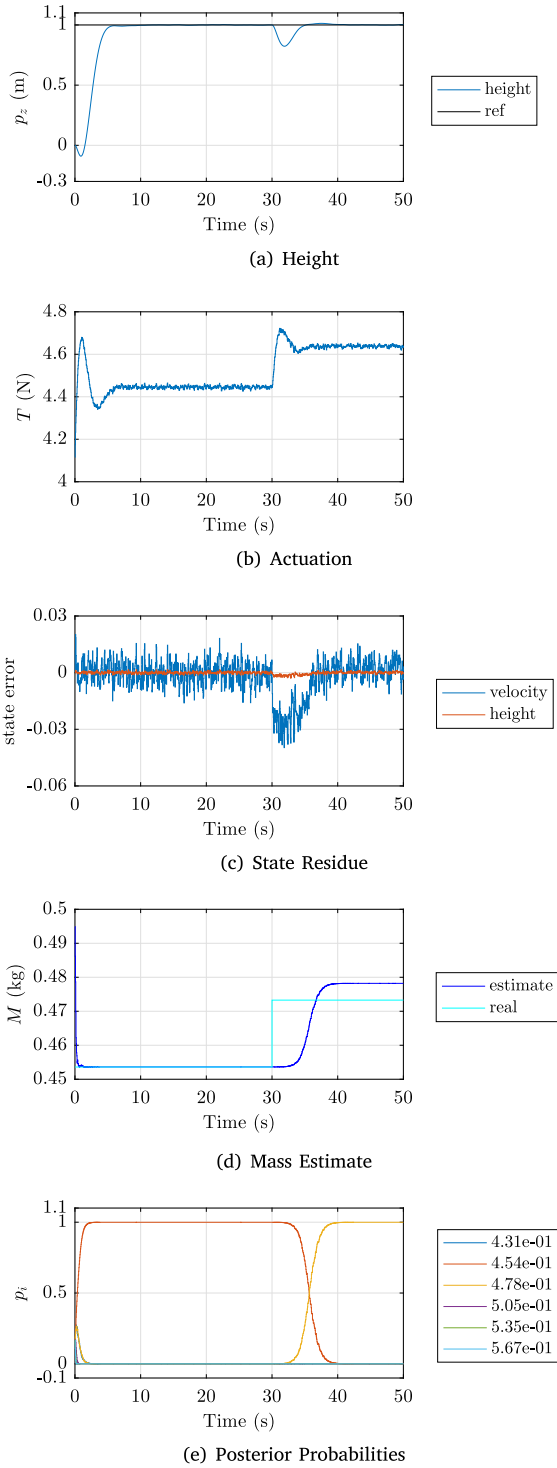 1.1
1
0.5
0
-0.3
p_z (m)
0 10 20 30 40 50
Time (s)
height
ref
(a) Height
4.8
4.6
4.4
4.2
4
T (N)
0 10 20 30 40 50
Time (s)
(b) Actuation
0.03
0
-0.03
-0.06
state error
0 10 20 30 40 50
Time (s)
velocity
height
(c) State Residue
0.5
0.49
0.48
0.47
0.46
0.45
M (kg)
0 10 20 30 40 50
Time (s)
estimate
real
(d) Mass Estimate
1.1
1
0.5
0
-0.1
p_i
0 10 20 30 40 50
Time (s)
4.31e-01
4.54e-01
4.78e-01
5.05e-01
5.35e-01
5.67e-01
(e) Posterior Probabilities